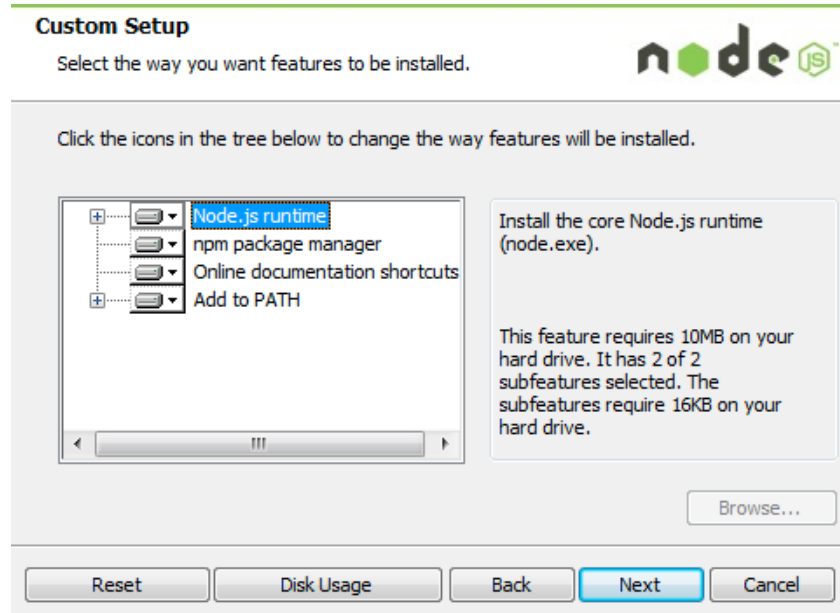 Custom Setup
Select the way you want features to be installed.
node JS™
Click the icons in the tree below to change the way features will be installed.
Node.js runtime
npm package manager
Online documentation shortcuts
Add to PATH
Install the core Node.js runtime
(node.exe).
This feature requires 10MB on your
hard drive. It has 2 of 2
subfeatures selected. The
subfeatures require 16KB on your
hard drive.
Browse...
Reset
Disk Usage
Back
Next
Cancel